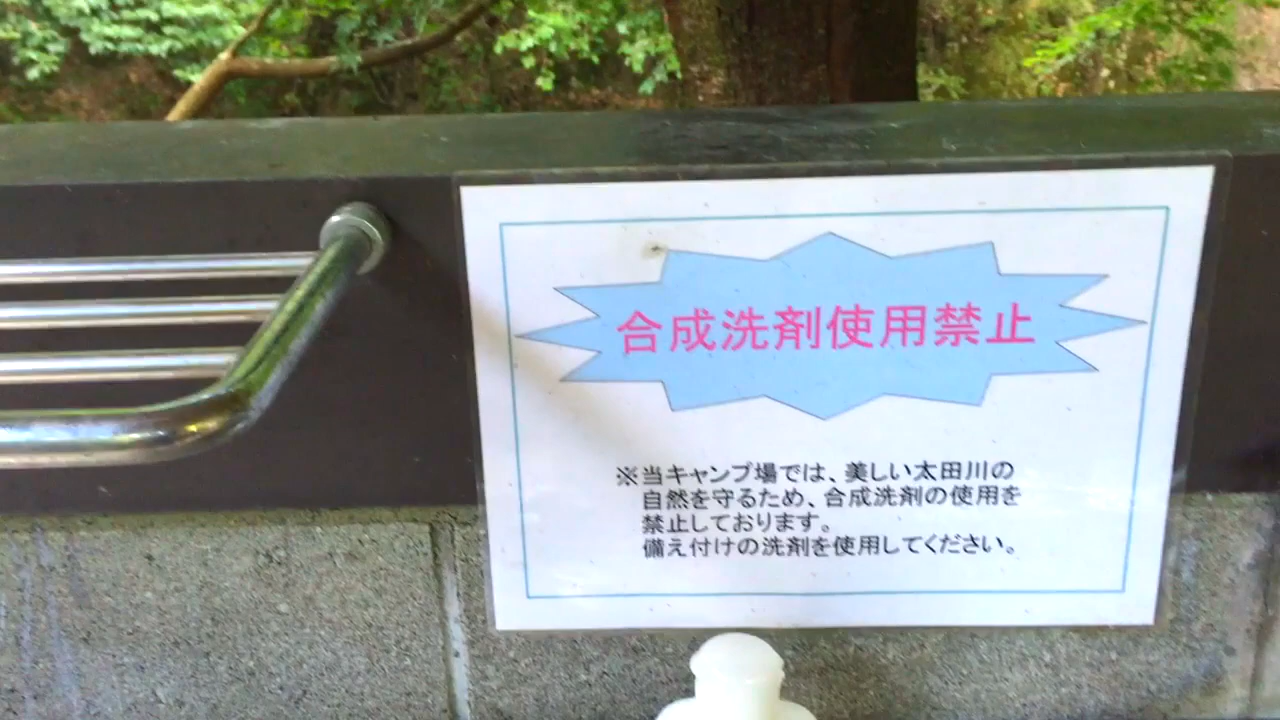 合成洗剤使用禁止
※当キャンプ場では、美しい太田川の
自然を守るため、合成洗剤の使用を
禁止しております。
備え付けの洗剤を使用してください。